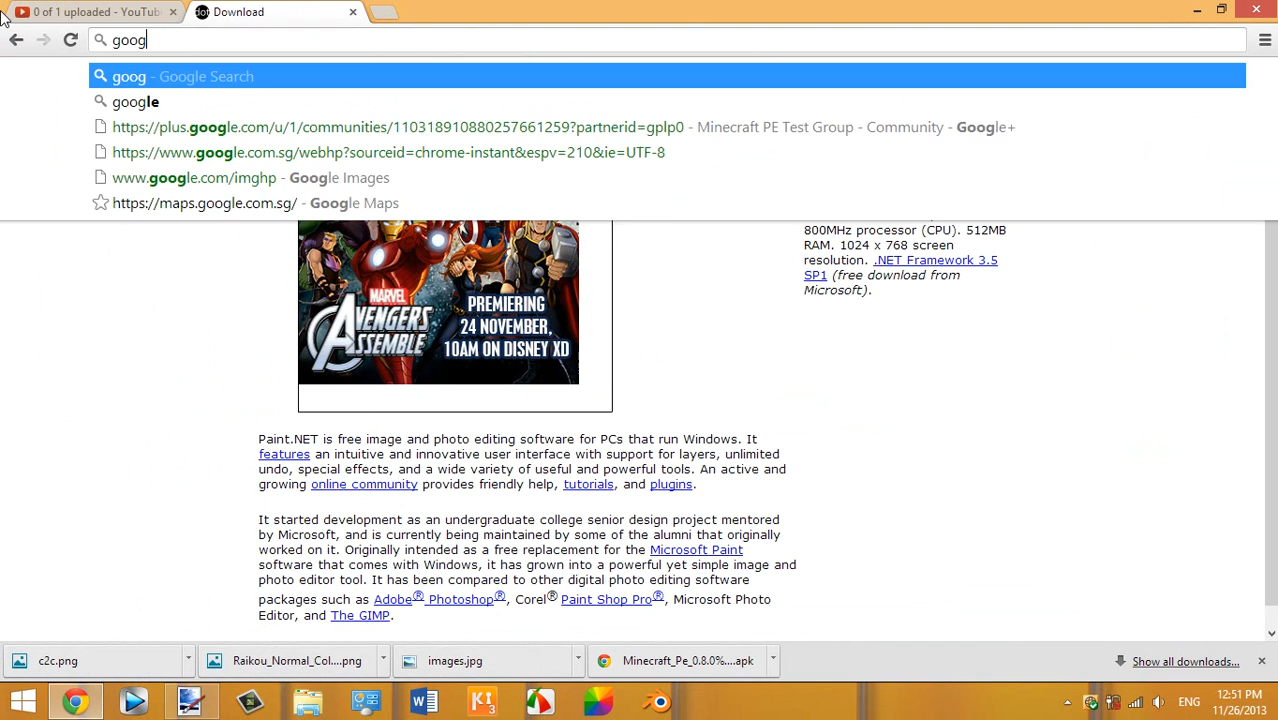 0 of 1 uploaded - YouTub
dot Download
goog
goog - Google Search
google
https://plus.google.com/u/1/communities/110318910880257661259?partnerid=gplp0 - Minecraft PE Test Group - Community - Google+
https://www.google.com.sg/webhp?sourceid=chrome-instant&espv=210&ie=UTF-8
www.google.com/imghp - Google Images
https://maps.google.com.sg/ - Google Maps
800MHz processor (CPU). 512MB
RAM. 1024 x 768 screen
resolution. .NET Framework 3.5
SP1 (free download from
Microsoft).
MARVEL
AVENGERS
ASSEMBLE
PREMIERING
24 NOVEMBER,
10AM ON DISNEY XD
Paint.NET is free image and photo editing software for PCs that run Windows. It
features an intuitive and innovative user interface with support for layers, unlimited
undo, special effects, and a wide variety of useful and powerful tools. An active and
growing online community provides friendly help, tutorials, and plugins.
It started development as an undergraduate college senior design project mentored
by Microsoft, and is currently being maintained by some of the alumni that originally
worked on it. Originally intended as a free replacement for the Microsoft Paint
software that comes with Windows, it has grown into a powerful yet simple image and
photo editor tool. It has been compared to other digital photo editing software
packages such as Adobe® Photoshop®, Corel® Paint Shop Pro®, Microsoft Photo
Editor, and The GIMP.
c2c.png
Raikou_Normal_Col....png
images.jpg
Minecraft_Pe_0.8.0%....apk
Show all downloads...
ENG
12:51 PM
11/26/2013